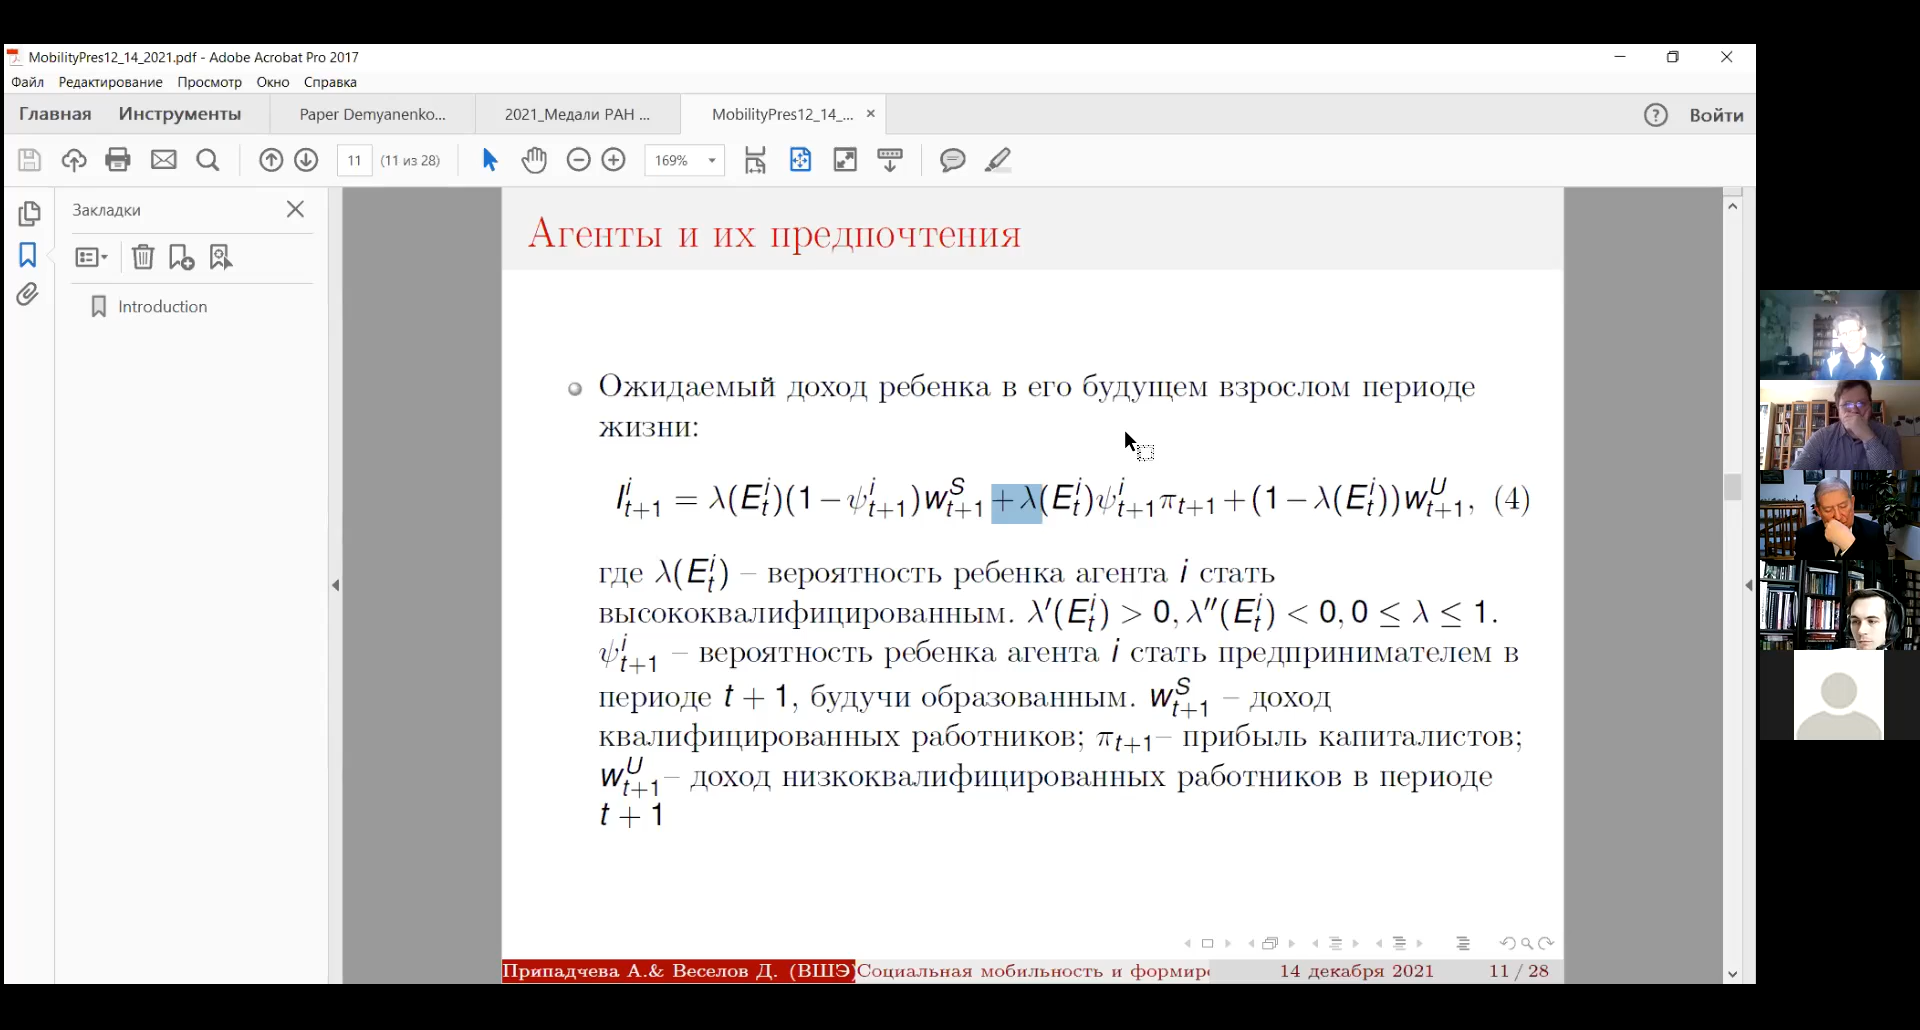 MobilityPres12_14_2021.pdf - Adobe Acrobat Pro 2017
Файл Редактирование Просмотр Окно Справка
Главная Инструменты Paper Demyanenko... 2021_Медали РАН ... MobilityPres12_14_... × ? Войти
11 (11 из 28) 169%
Закладки
Introduction
Агенты и их предпочтения
Ожидаемый доход ребенка в его будущем взрослом периоде
жизни:
I^i_{t+1} = λ(E^i_t)(1 − ψ^i_{t+1})w^S_{t+1} + λ(E^i_t)ψ^i_{t+1}π_{t+1} + (1 − λ(E^i_t))w^U_{t+1}, (4)
где λ(E^i_t) – вероятность ребенка агента i стать
высококвалифицированным. λ′(E^i_t) > 0, λ″(E^i_t) < 0, 0 ≤ λ ≤ 1.
ψ^i_{t+1} – вероятность ребенка агента i стать предпринимателем в
периоде t + 1, будучи образованным. w^S_{t+1} – доход
квалифицированных работников; π_{t+1}– прибыль капиталистов;
w^U_{t+1}– доход низкоквалифицированных работников в периоде
t + 1
Припадчева А.& Веселов Д. (ВШЭ) Социальная мобильность и формир 14 декабря 2021 11 / 28